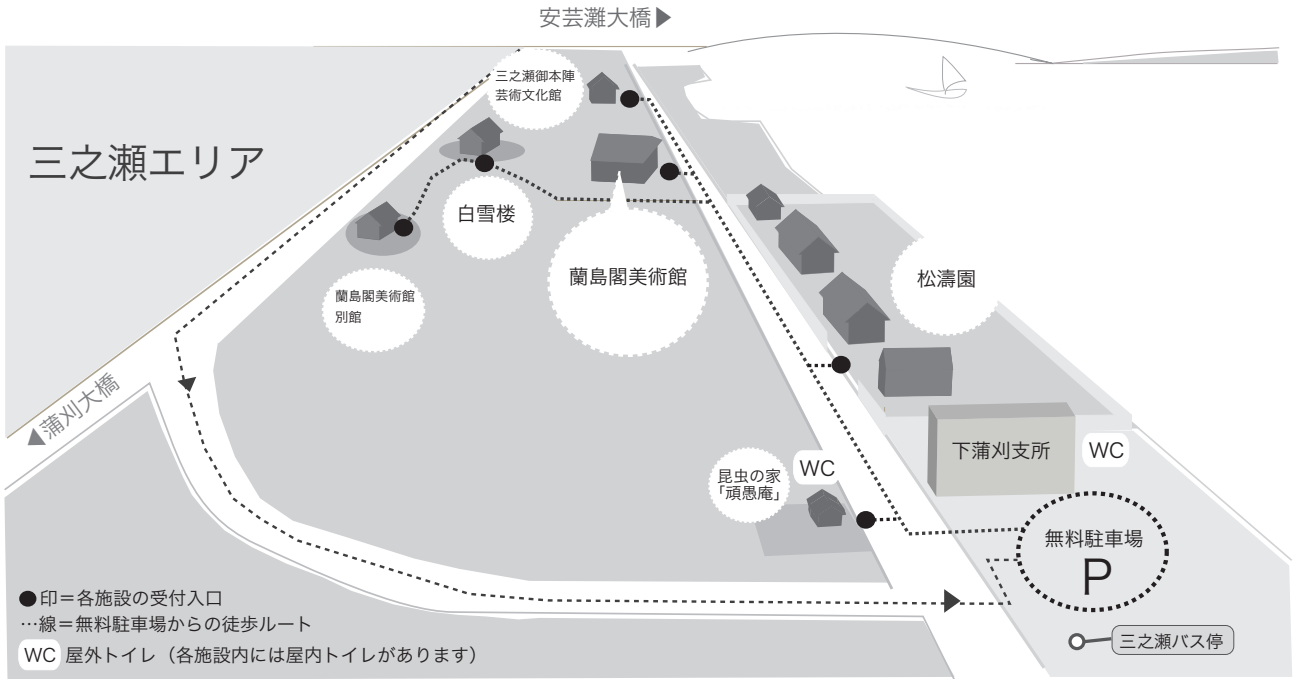 安芸灘大橋▶
三之瀬御本陣
芸術文化館
三之瀬エリア
白雪楼
蘭島閣美術館
松濤園
蘭島閣美術館
別館
▲蒲刈大橋
下蒲刈支所
WC
WC
昆虫の家
「頑愚庵」
無料駐車場
P
●印＝各施設の受付入口
…線＝無料駐車場からの徒歩ルート
WC 屋外トイレ（各施設内には屋内トイレがあります）
三之瀬バス停